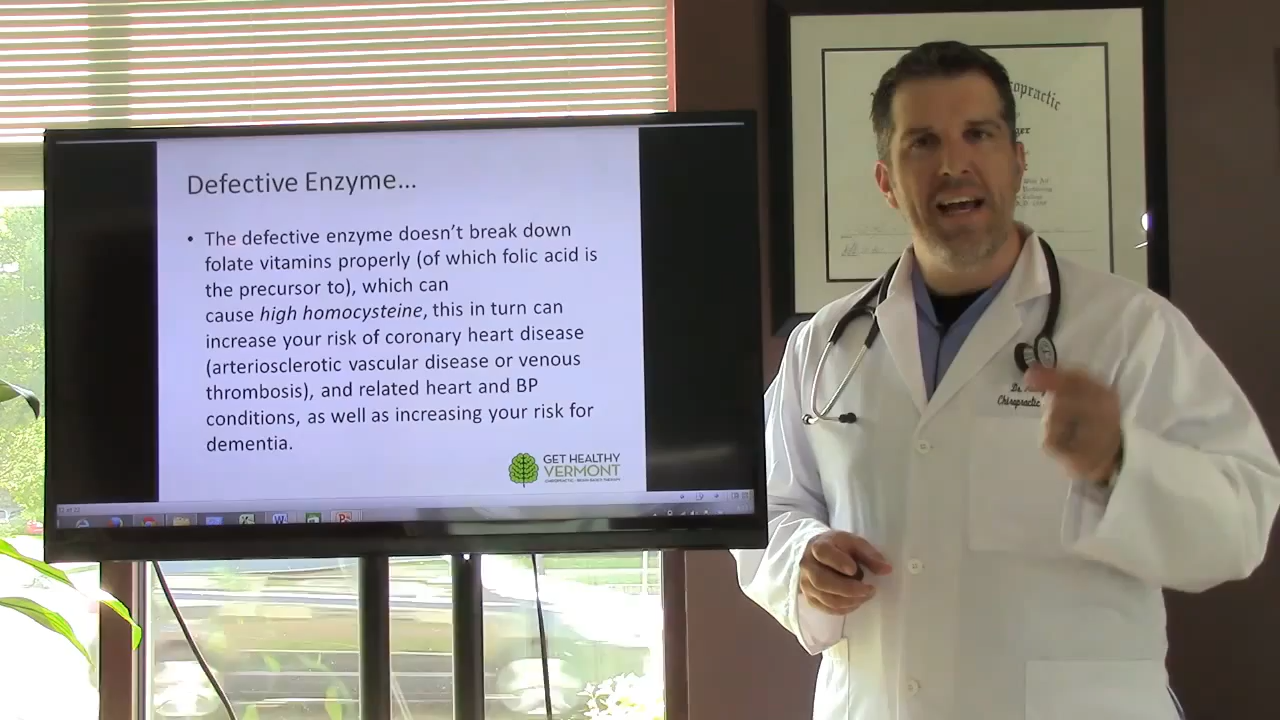 Defective Enzyme...
• The defective enzyme doesn't break down
folate vitamins properly (of which folic acid is
the precursor to), which can
cause high homocysteine, this in turn can
increase your risk of coronary heart disease
(arteriosclerotic vascular disease or venous
thrombosis), and related heart and BP
conditions, as well as increasing your risk for
dementia.
GET HEALTHY
VERMONT
Dr.
Chiropractic